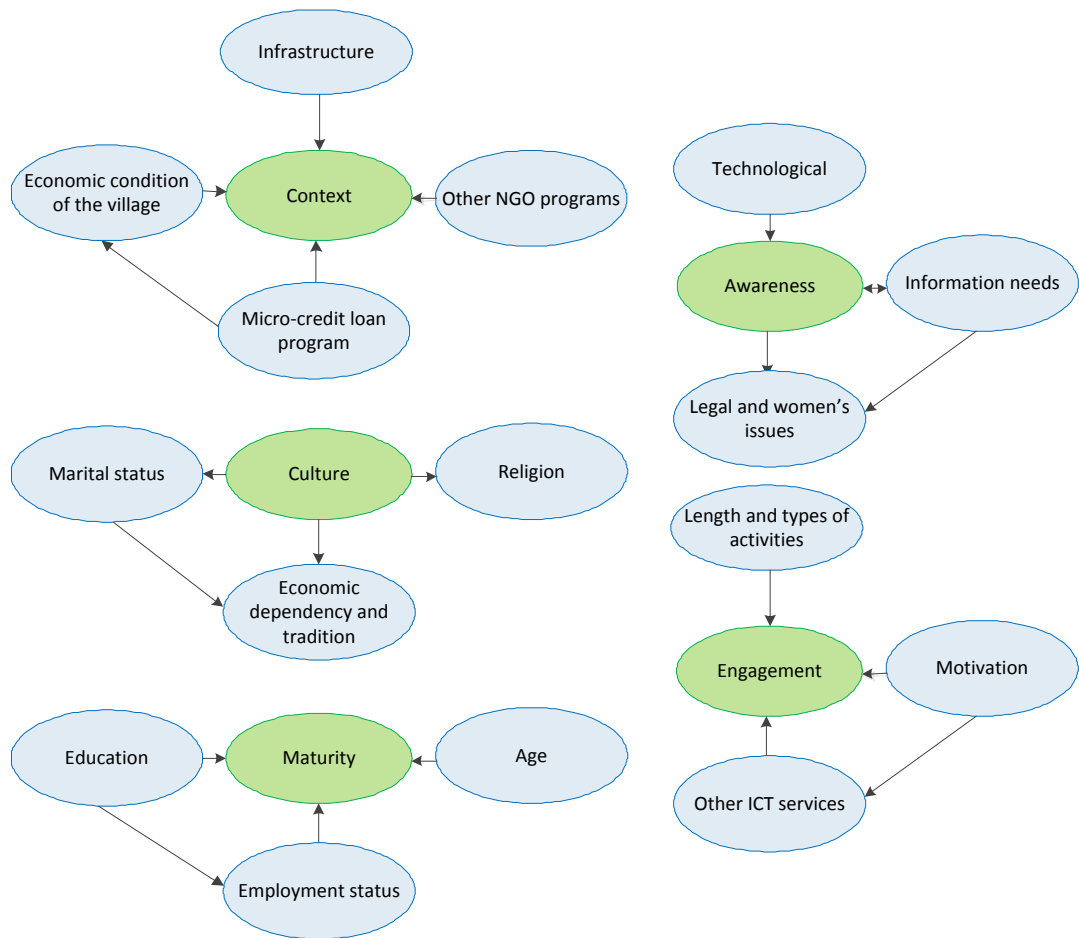 Infrastructure
Economic condition
of the village
Context
Other NGO programs
Micro-credit loan
program
Marital status
Culture
Religion
Economic
dependency and
tradition
Education
Maturity
Age
Employment status
Technological
Awareness
Information needs
Legal and women’s
issues
Length and types of
activities
Engagement
Motivation
Other ICT services